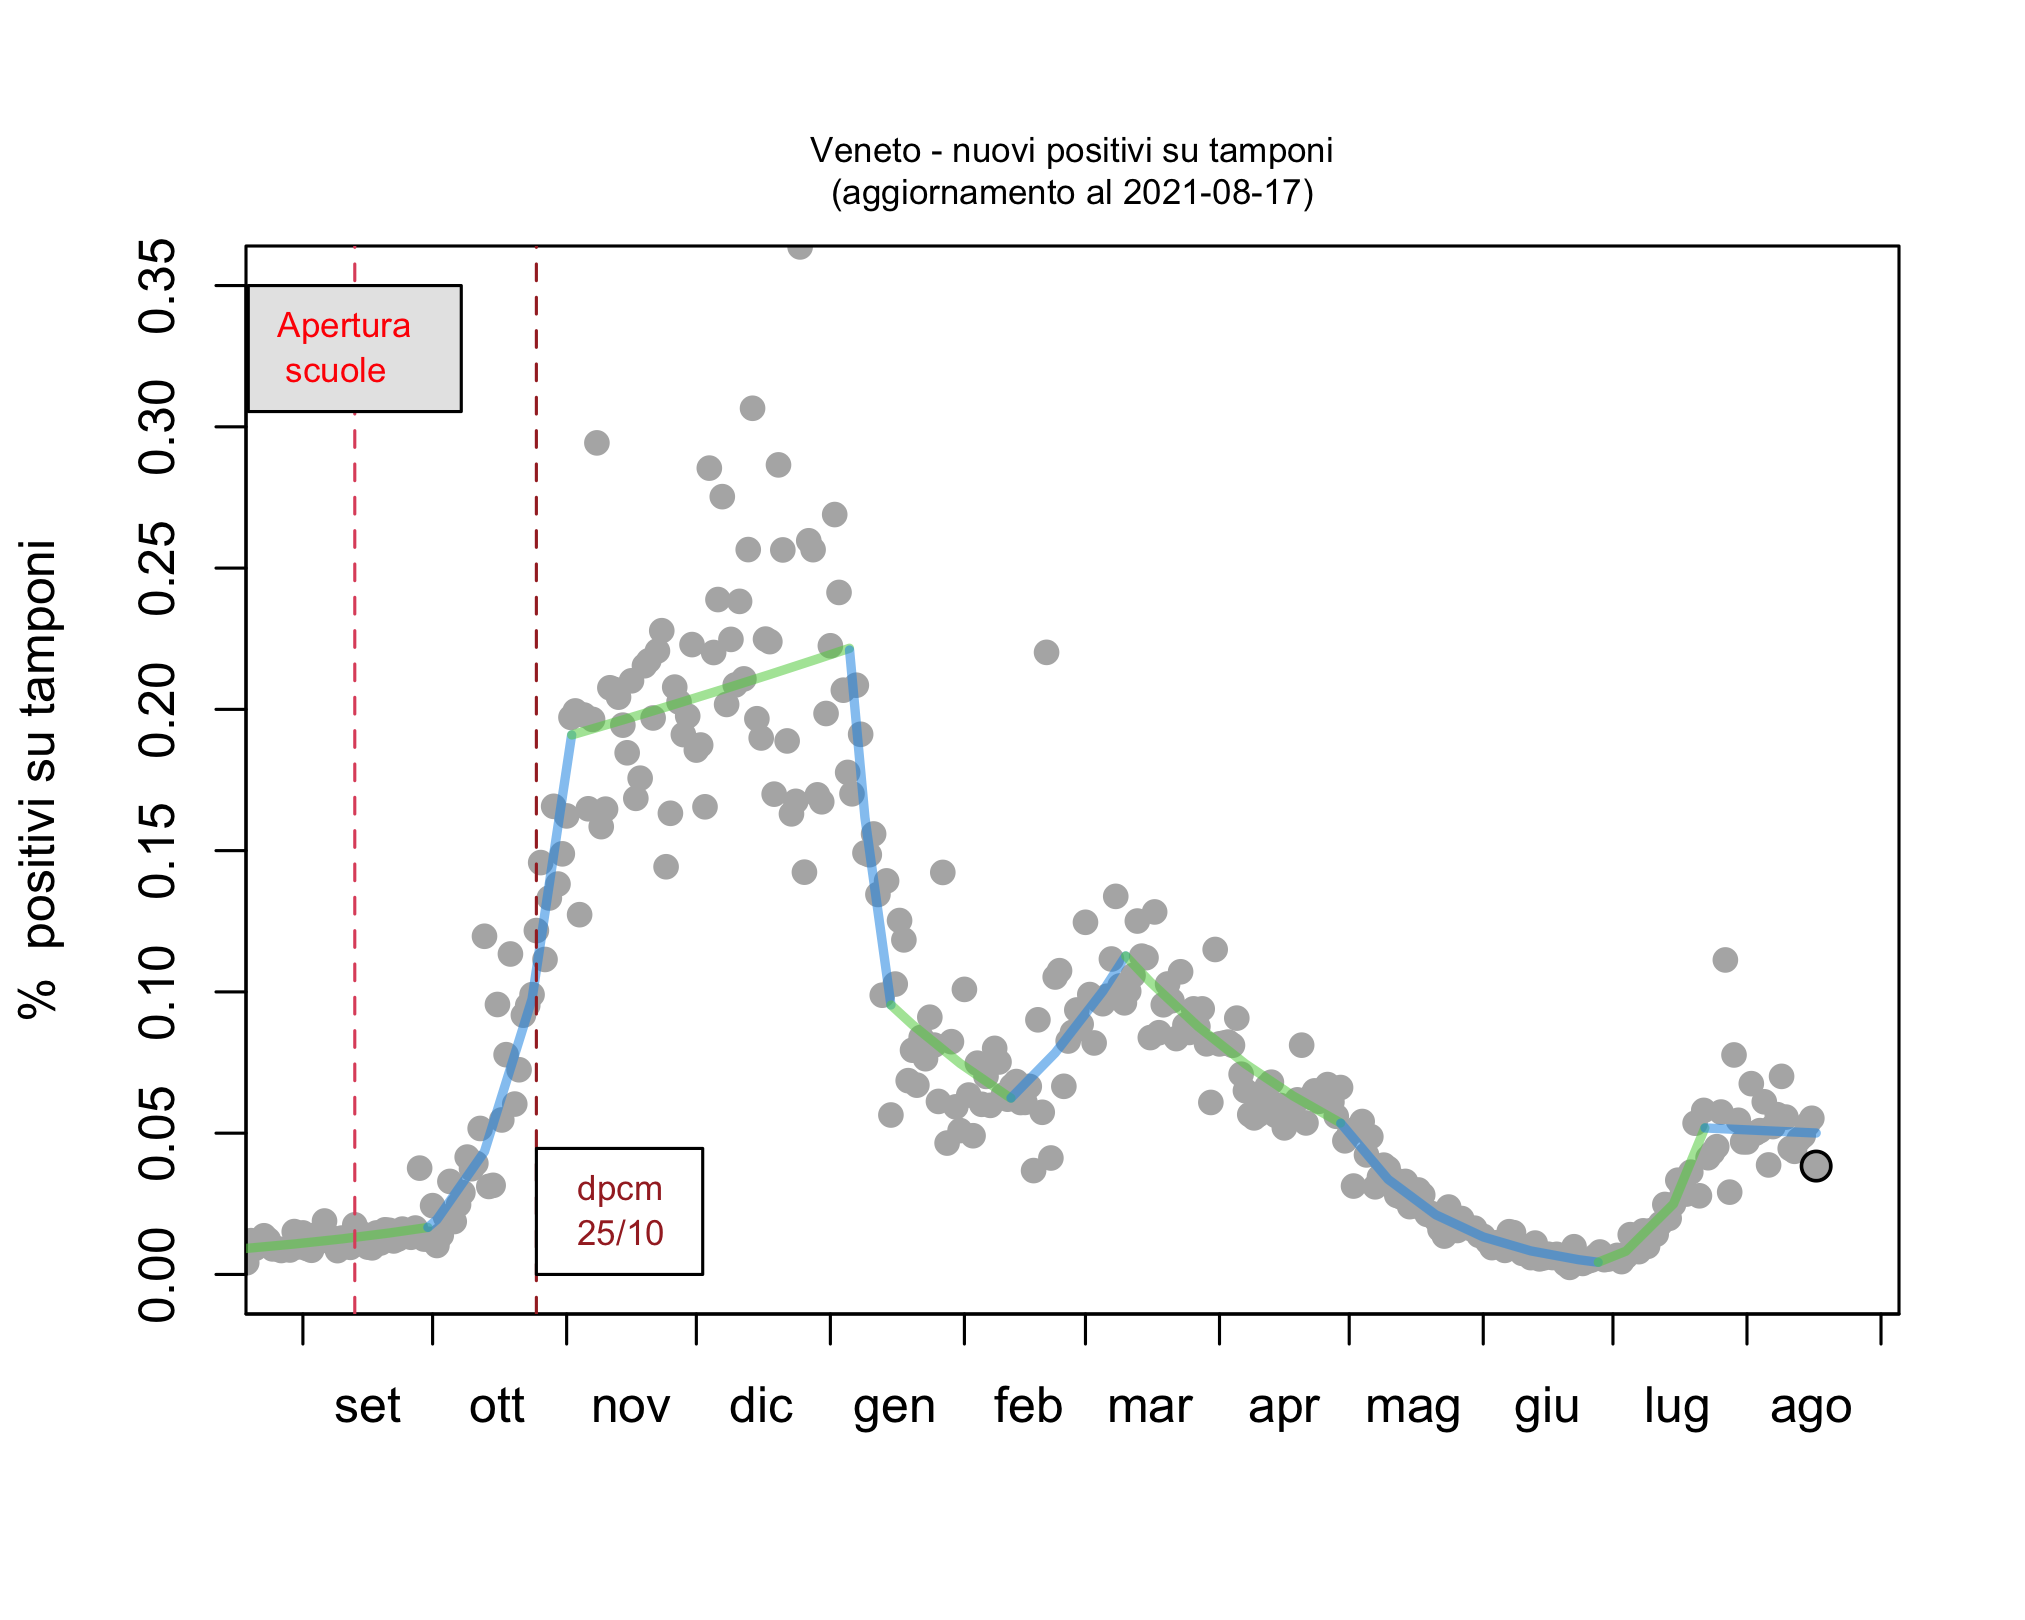 Veneto - nuovi positivi su tamponi
(aggiornamento al 2021-08-17)
% positivi su tamponi
0.35
0.30
0.25
0.20
0.15
0.10
0.05
0.00
Apertura
scuole
dpcm
25/10
set ott nov dic gen feb mar apr mag giu lug ago